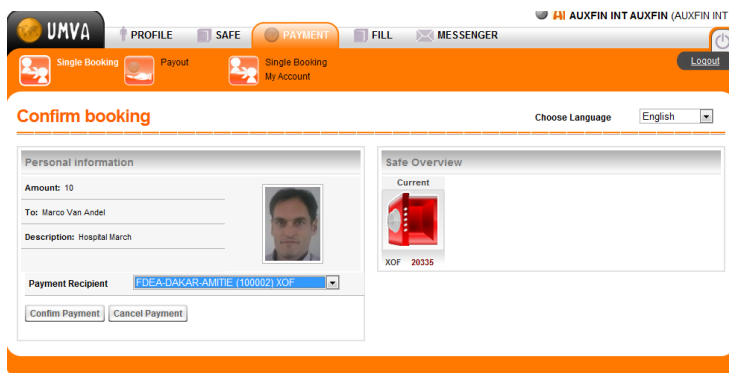 AUXFIN INT AUXFIN (AUXFIN INT
UMVA
PROFILE
SAFE
PAYMENT
FILL
MESSENGER
Single Booking
Payout
Single Booking
My Account
Logout
Confirm booking
Choose Language
English
Personal information
Amount: 10
To: Marco Van Andel
Description: Hospital March
Payment Recipient
FDEA-DAKAR-AMITIE (100002) XOF
Confim Payment
Cancel Payment
Safe Overview
Current
XOF 20335